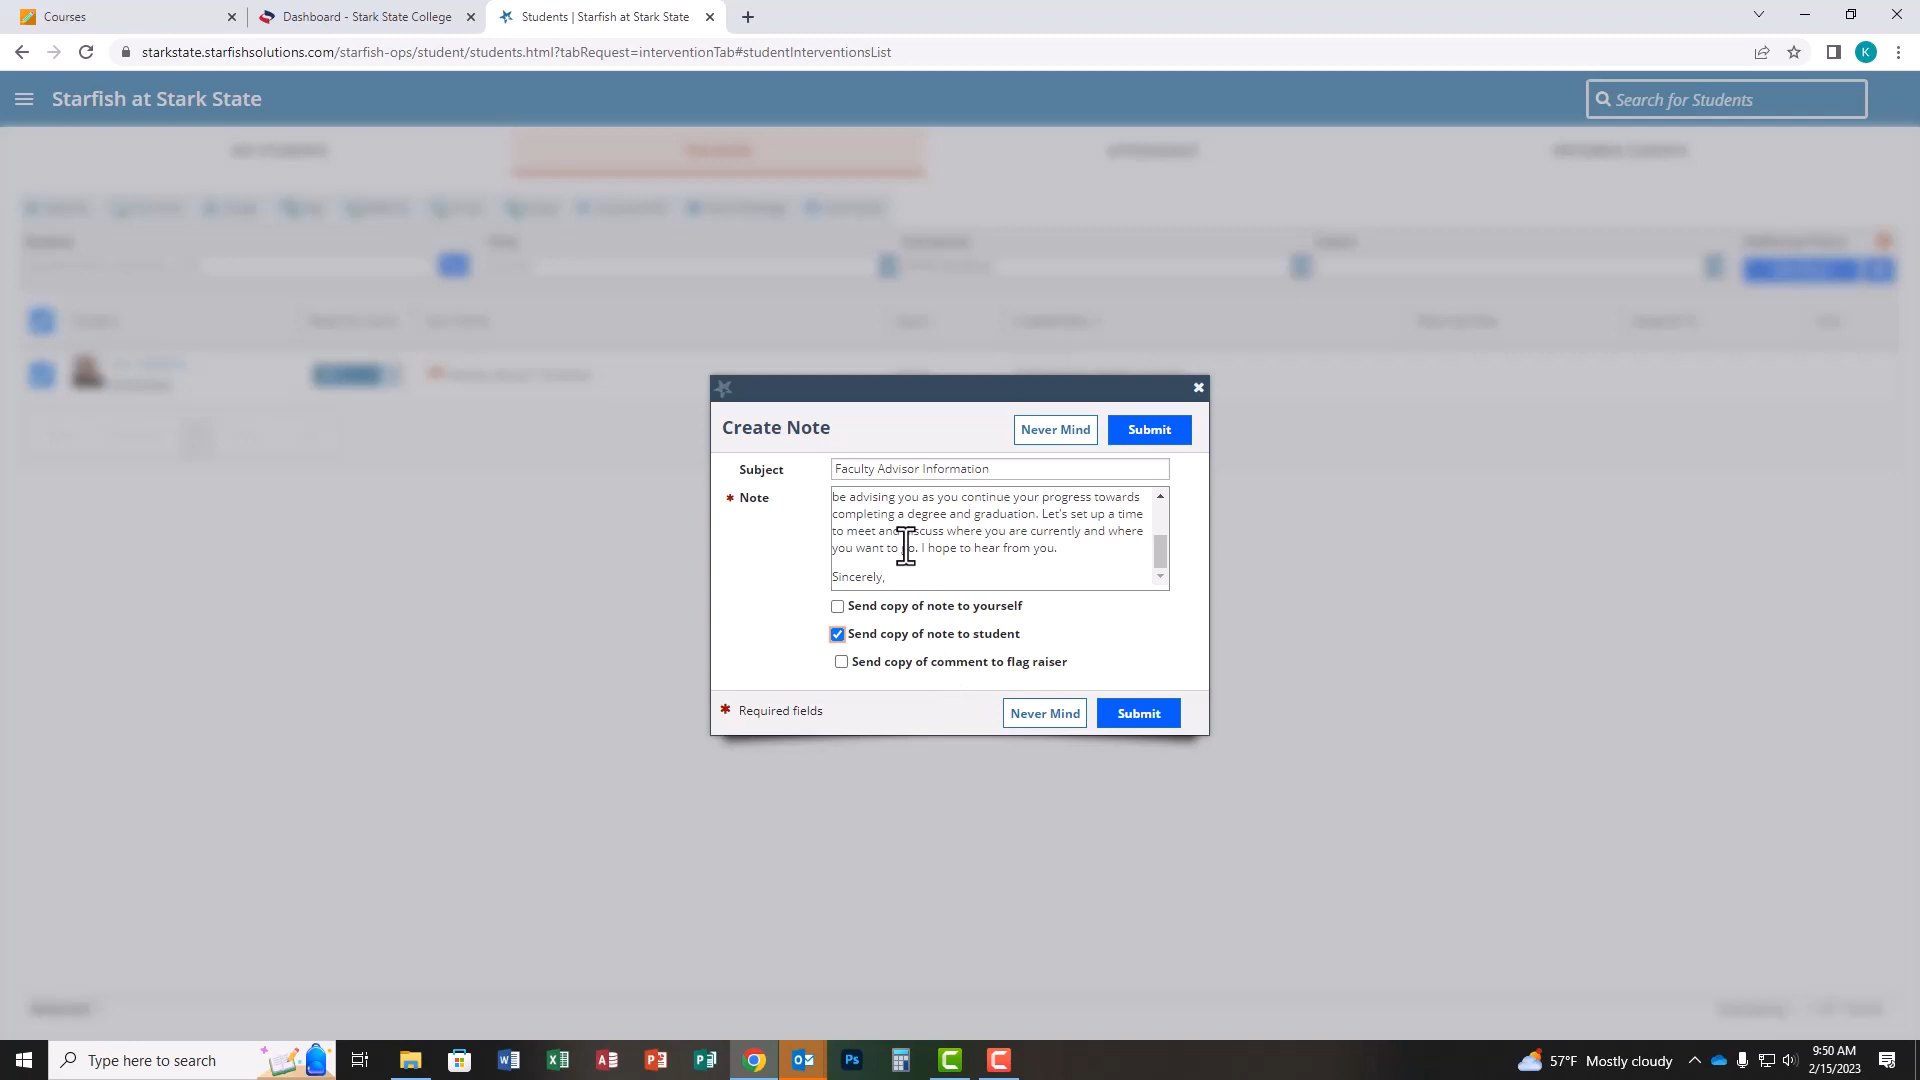 Courses
Dashboard - Stark State College
Students | Starfish at Stark State
starkstate.starfishsolutions.com/starfish-ops/student/students.html?tabRequest=interventionTab#studentInterventionsList
K
Starfish at Stark State
Search for Students
Create Note
Never Mind
Submit
Subject
Faculty Advisor Information
* Note
be advising you as you continue your progress towards
completing a degree and graduation. Let's set up a time
to meet and discuss where you are currently and where
you want to go. I hope to hear from you.
Sincerely,
Send copy of note to yourself
Send copy of note to student
Send copy of comment to flag raiser
* Required fields
Never Mind
Submit
Type here to search
57°F Mostly cloudy
9:50 AM
2/15/2023